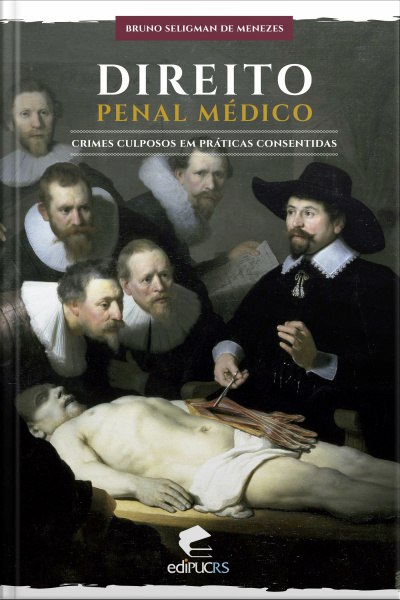 BRUNO SELIGMAN DE MENEZES
DIREITO
PENAL MÉDICO
CRIMES CULPOSOS EM PRÁTICAS CONSENTIDAS
ediPUCRS